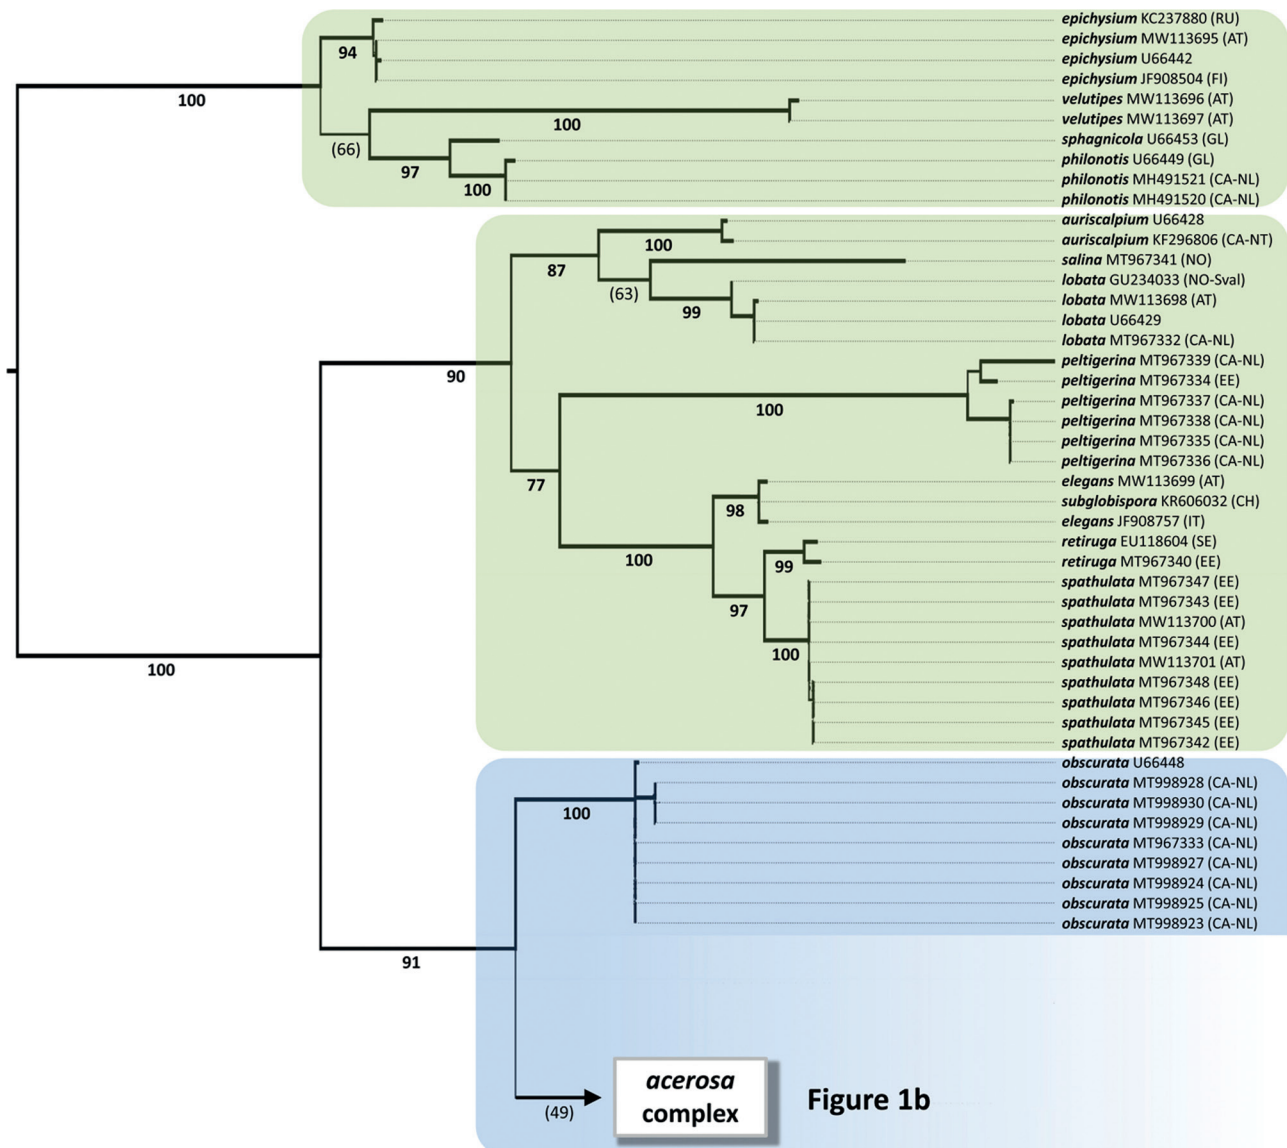 epichysium KC237880 (RU)
epichysium MW113695 (AT)
94
epichysium U66442
epichysium JF908504 (FI)
100
velutipes MW113696 (AT)
100
velutipes MW113697 (AT)
sphagnicola U66453 (GL)
(66)
philonotis U66449 (GL)
97
philonotis MH491521 (CA-NL)
100
philonotis MH491520 (CA-NL)
auriscalpium U66428
100
auriscalpium KF296806 (CA-NT)
87
salina MT967341 (NO)
lobata GU234033 (NO-Sval)
(63)
lobata MW113698 (AT)
99
lobata U66429
lobata MT967332 (CA-NL)
peltigerina MT967339 (CA-NL)
90
peltigerina MT967334 (EE)
peltigerina MT967337 (CA-NL)
100
peltigerina MT967338 (CA-NL)
peltigerina MT967335 (CA-NL)
peltigerina MT967336 (CA-NL)
77
elegans MW113699 (AT)
subglobispora KR606032 (CH)
98
elegans JF908757 (IT)
retiruga EU118604 (SE)
100
retiruga MT967340 (EE)
99
spathulata MT967347 (EE)
spathulata MT967343 (EE)
97
spathulata MW113700 (AT)
spathulata MT967344 (EE)
100
spathulata MW113701 (AT)
100
spathulata MT967348 (EE)
spathulata MT967346 (EE)
spathulata MT967345 (EE)
spathulata MT967342 (EE)
obscurata U66448
obscurata MT998928 (CA-NL)
obscurata MT998930 (CA-NL)
100
obscurata MT998929 (CA-NL)
obscurata MT967333 (CA-NL)
obscurata MT998927 (CA-NL)
obscurata MT998924 (CA-NL)
obscurata MT998925 (CA-NL)
obscurata MT998923 (CA-NL)
91
acerosa
complex
Figure 1b
(49)